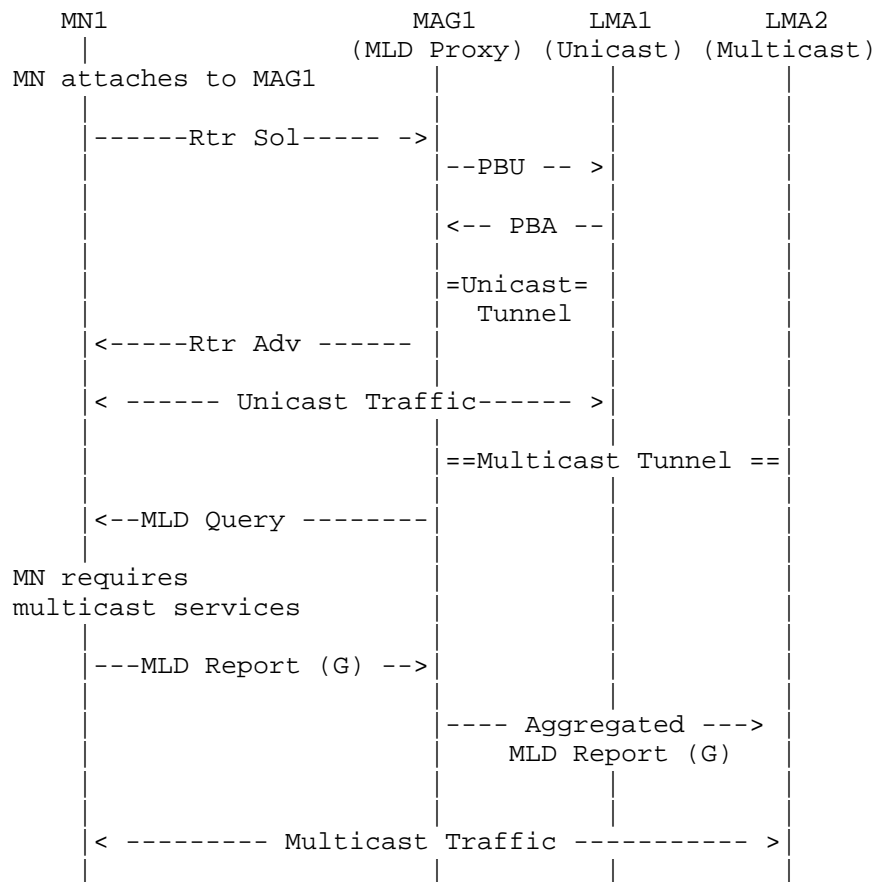 MN1 MAG1 LMA1 LMA2
| (MLD Proxy) (Unicast) (Multicast)
MN attaches to MAG1 | | |
| | | |
|------Rtr Sol----- ->| | |
| |--PBU -- >| |
| | | |
| |<-- PBA --| |
| | | |
| |=Unicast= | |
| | Tunnel | |
|<-----Rtr Adv ------ | |
| | | |
|< ------ Unicast Traffic------ >| |
| | | |
| |==Multicast Tunnel ==|
| | | |
|<--MLD Query --------| | |
| | | |
MN requires | | |
multicast services | | |
| | | |
|---MLD Report (G) -->| | |
| | | |
| |---- Aggregated --->
| | MLD Report (G) |
| | | |
| | | |
|< --------- Multicast Traffic ----------- >|
| | | |